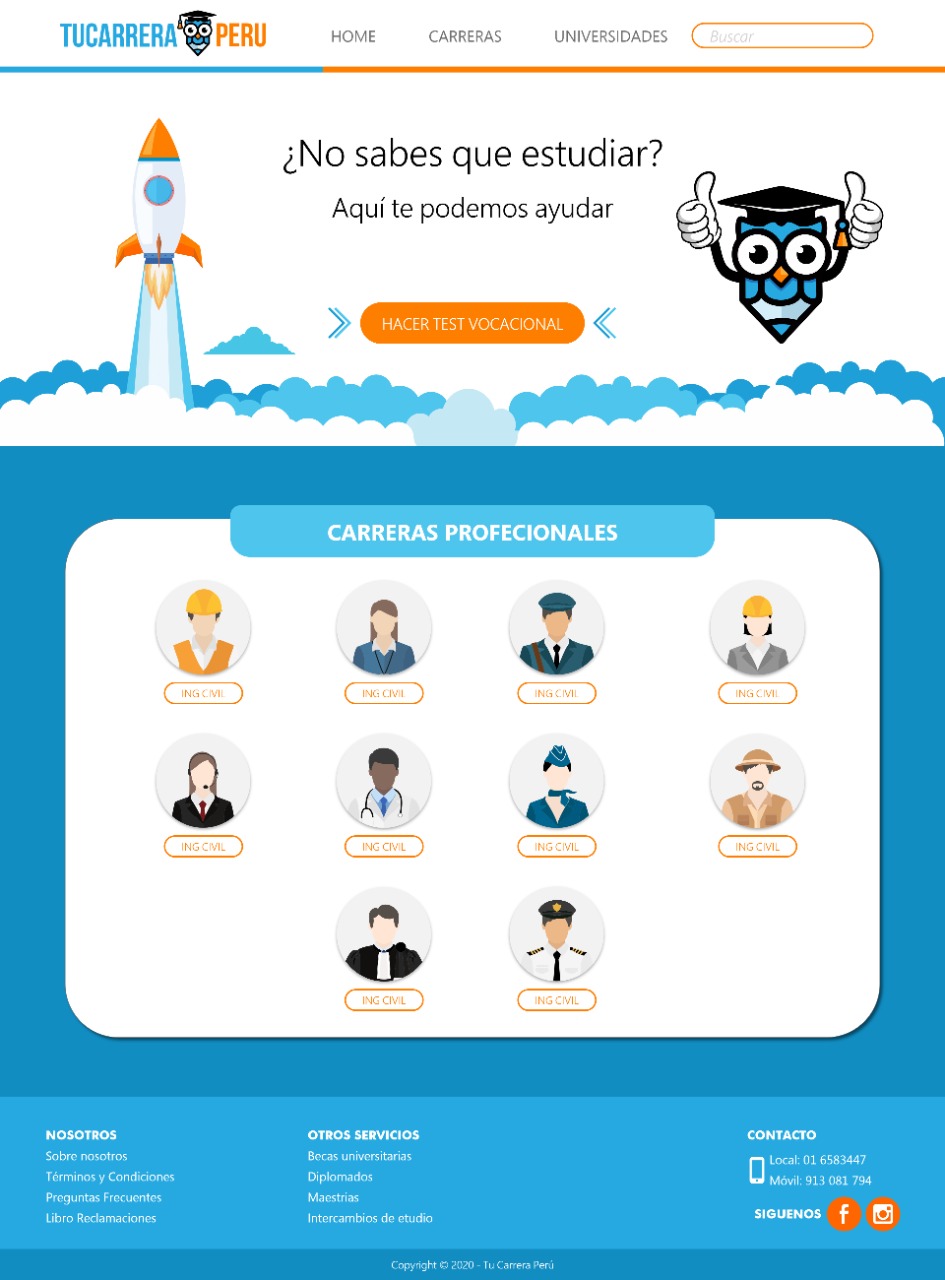 TUCARRERA PERU
HOME CARRERAS UNIVERSIDADES Buscar
¿No sabes que estudiar?
Aquí te podemos ayudar
HACER TEST VOCACIONAL
CARRERAS PROFECIONALES
ING CIVIL ING CIVIL ING CIVIL ING CIVIL
ING CIVIL ING CIVIL ING CIVIL ING CIVIL
ING CIVIL ING CIVIL
NOSOTROS
Sobre nosotros
Términos y Condiciones
Preguntas Frecuentes
Libro Reclamaciones
OTROS SERVICIOS
Becas universitarias
Diplomados
Maestrias
Intercambios de etudio
CONTACTO
Local: 01 6583447
Móvil: 913 081 794
SIGUENOS
Copyright © 2020 - Tu Carrera Perú